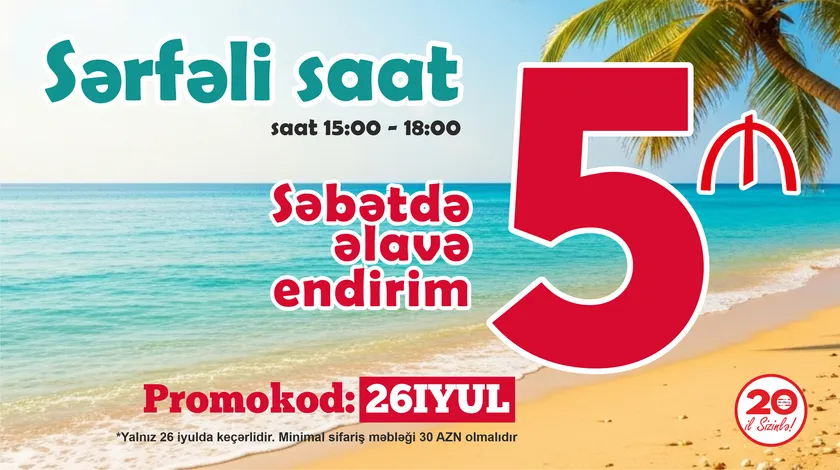 Sərfəli saat
saat 15:00 - 18:00
Səbətdə
əlavə
endirim
5 ₼
Promokod: 26IYUL
*Yalnız 26 iyulda keçərlidir. Minimal sifariş məbləği 30 AZN olmalıdır
20
il Sizinlə!